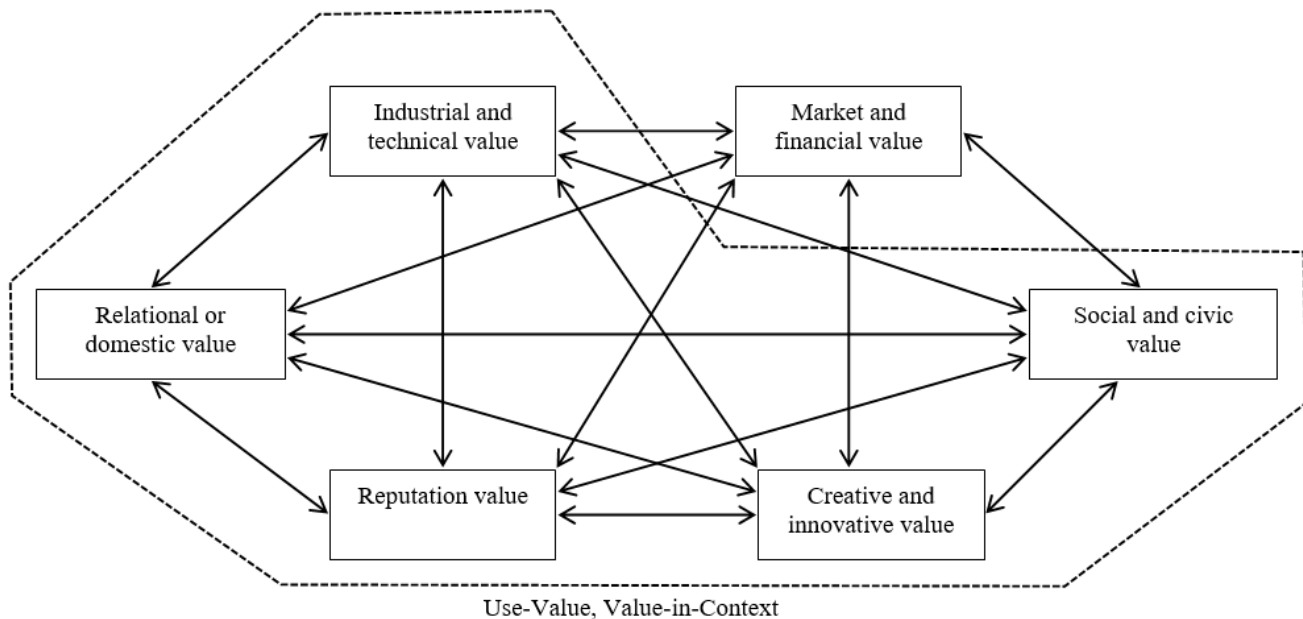 Industrial and
technical value
Market and
financial value
Relational or
domestic value
Social and civic
value
Reputation value
Creative and
innovative value
Use-Value, Value-in-Context